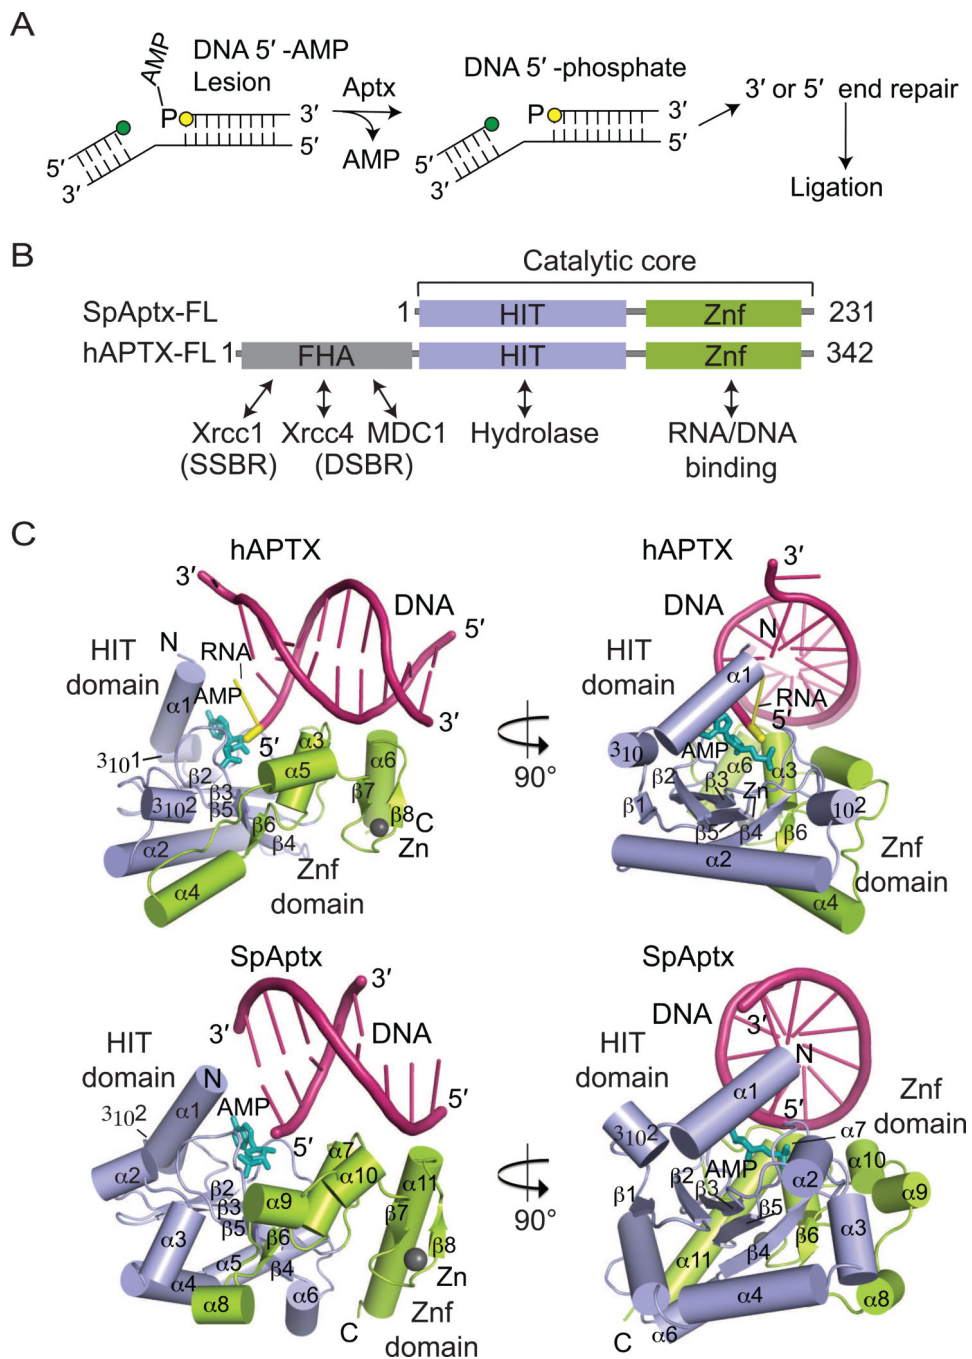 A
DNA 5′ -AMP
Lesion
AMP
P
3′
5′
5′
3′
Aptx
AMP
DNA 5′ -phosphate
P
3′
5′
5′
3′
3′ or 5′ end repair
Ligation
B
Catalytic core
SpAptx-FL
1
HIT
Znf
231
hAPTX-FL
1
FHA
HIT
Znf
342
Xrcc1
(SSBR)
Xrcc4
MDC1
(DSBR)
Hydrolase
RNA/DNA
binding
C
hAPTX
3′
DNA
5′
N
HIT
domain
RNA
α1
AMP
5′
3′
α3
α5
α6
3₁₀1
β2
β3
β5
β7
3₁₀2
β6
β8
C
β4
Zn
α2
Znf
domain
α4
90°
hAPTX
3′
DNA
N
HIT
domain
α1
RNA
5′
3₁₀
AMP
α6
α3
β2
β3
Zn
β1
10²
β5
β4
β6
α2
Znf
domain
α4
SpAptx
3′
3′
DNA
HIT
domain
N
AMP
5′
α1
3₁₀2
5′
α7
α10
α11
α2
β2
α9
β3
β7
β5
β6
α3
β8
α5
β4
Zn
α4
α8
α6
C
Znf
domain
90°
SpAptx
DNA
3′
HIT
domain
N
Znf
domain
α1
5′
3₁₀2
α7
β2
AMP
α10
β3
α2
β1
α9
β5
β6
α3
β4
α11
α4
α8
C
α6